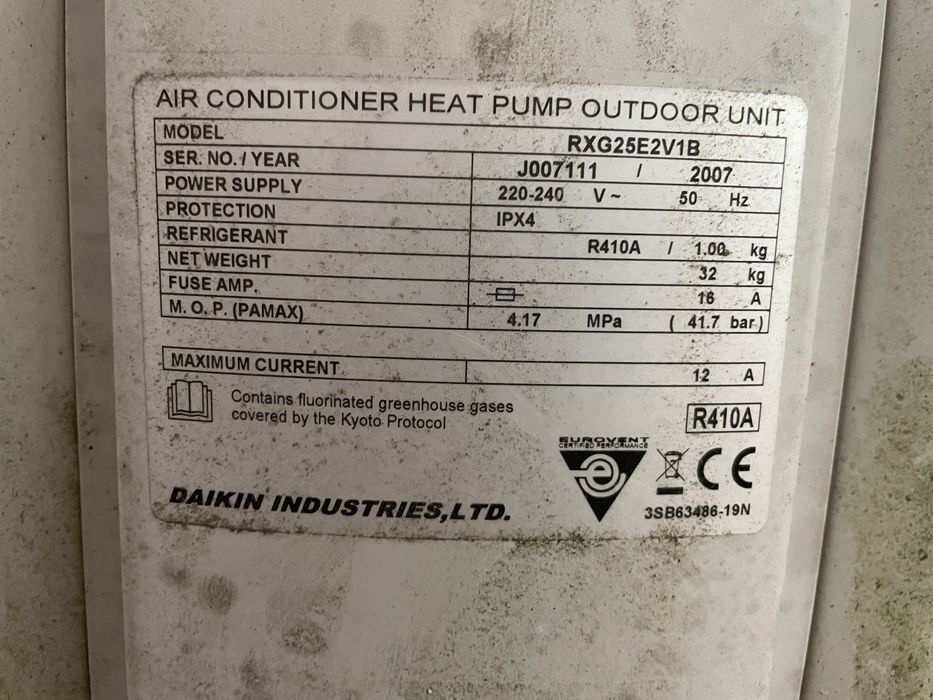 AIR CONDITIONER HEAT PUMP OUTDOOR UNIT
MODEL RXG25E2V1B
SER. NO. / YEAR J007111 / 2007
POWER SUPPLY 220-240 V ~ 50 Hz
PROTECTION IPX4
REFRIGERANT R410A / 1.00 kg
NET WEIGHT 32 kg
FUSE AMP. 16 A
M. O. P. (PAMAX) 4.17 MPa ( 41.7 bar )
MAXIMUM CURRENT 12 A
Contains fluorinated greenhouse gases
covered by the Kyoto Protocol
R410A
EUROVENT
CERTIFIED PERFORMANCE
e
CE
DAIKIN INDUSTRIES,LTD.
3SB63486-19N